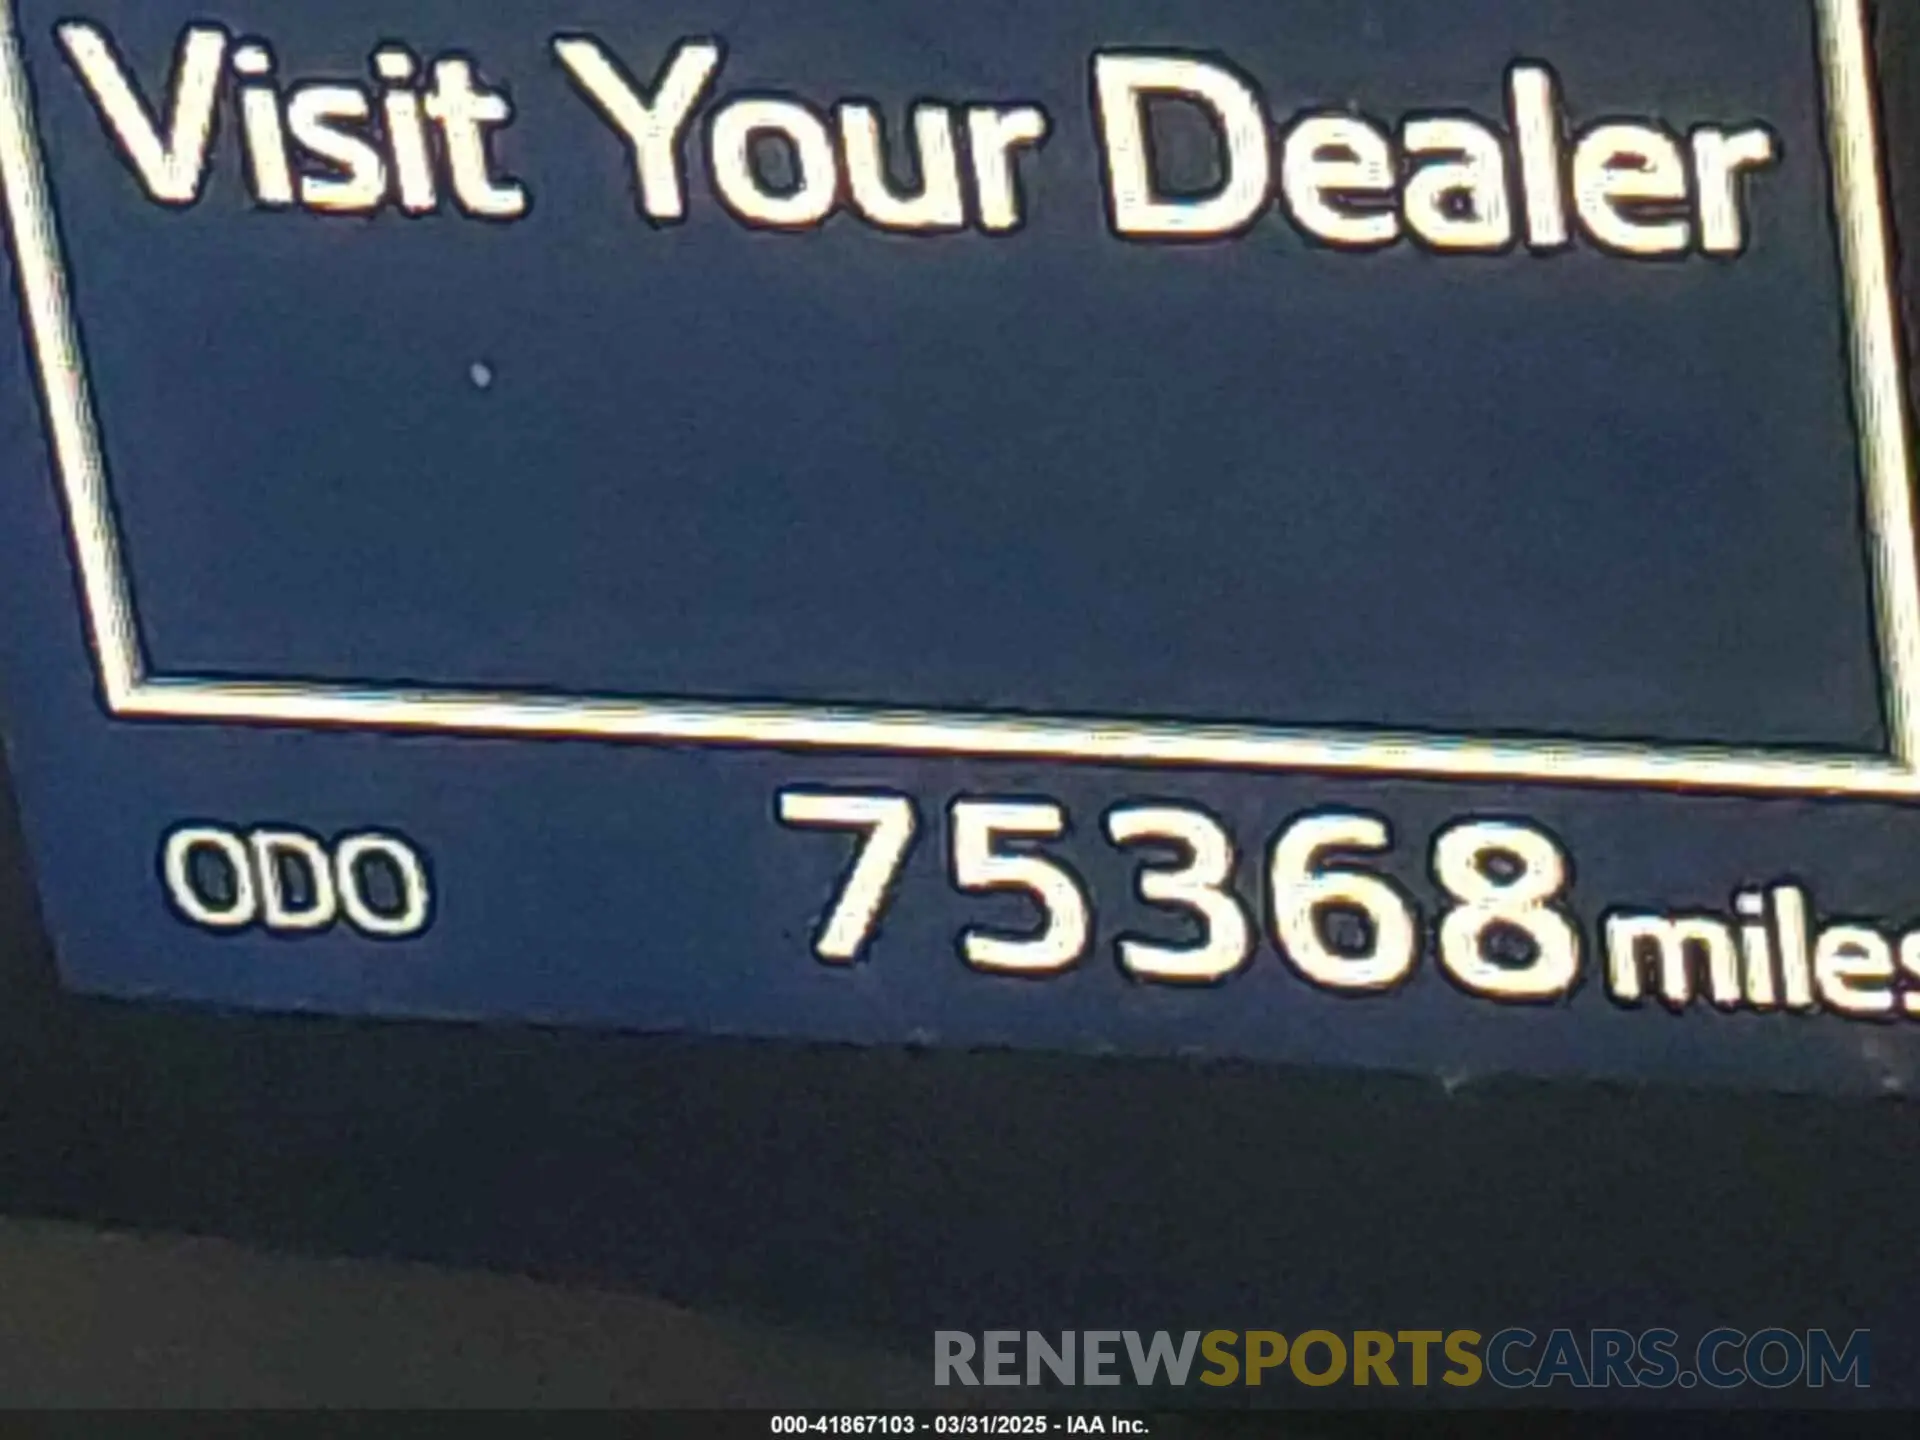 Visit Your Dealer
ODO 75368 miles
RENEWSPORTSCARS.COM
000-41867103 - 03/31/2025 - IAA Inc.